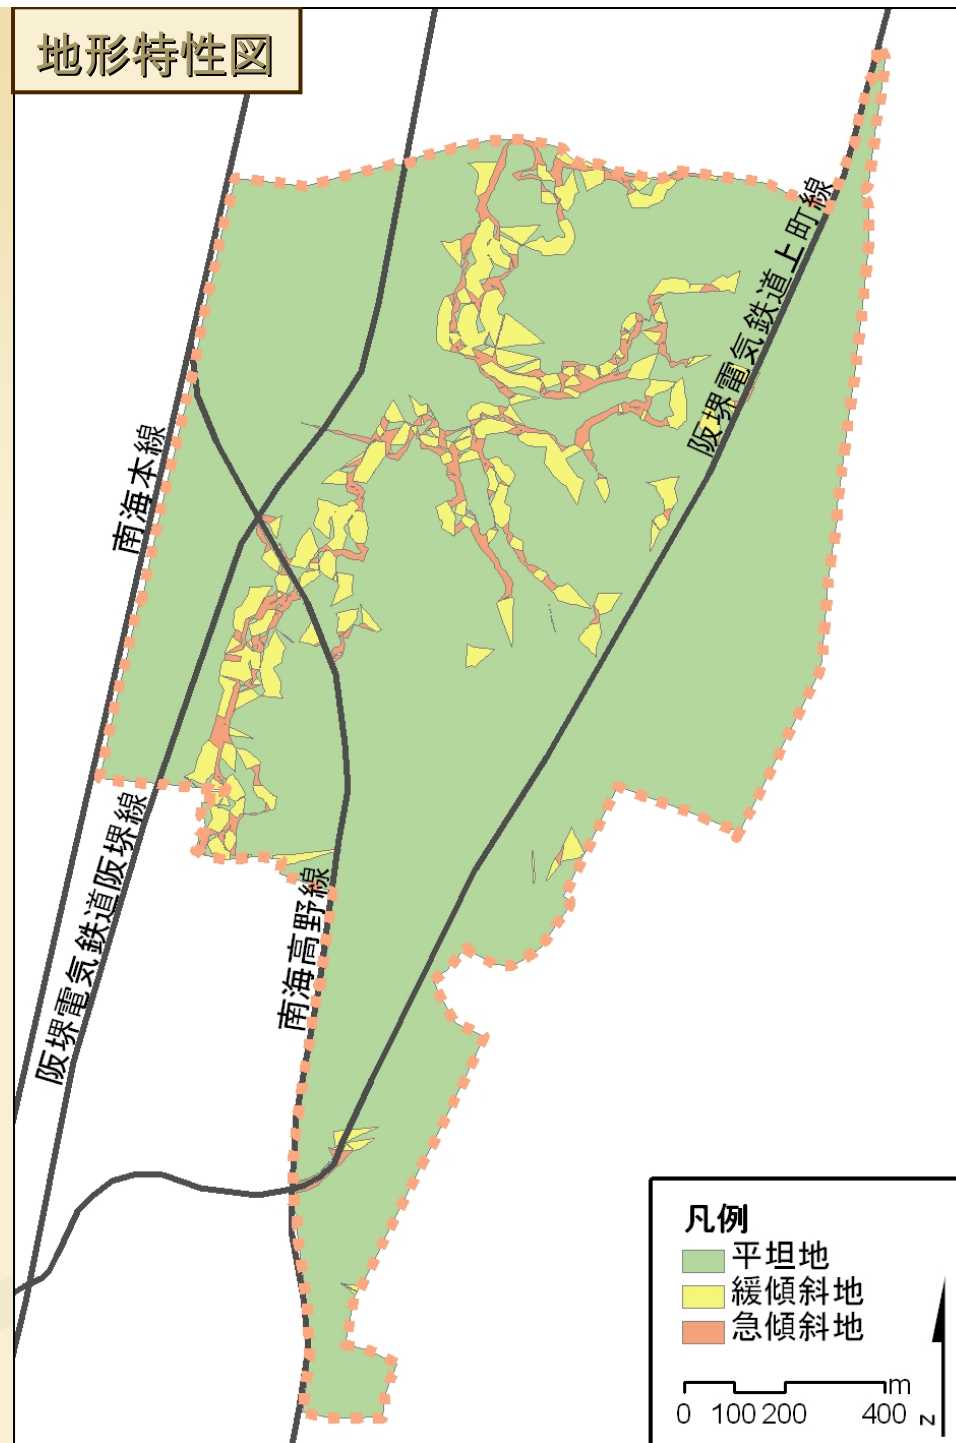 地形特性図
阪堺電気鉄道上町線
南海本線
阪堺電気鉄道阪堺線
南海高野線
凡例
平坦地
緩傾斜地
急傾斜地
m
0 100 200 400
N